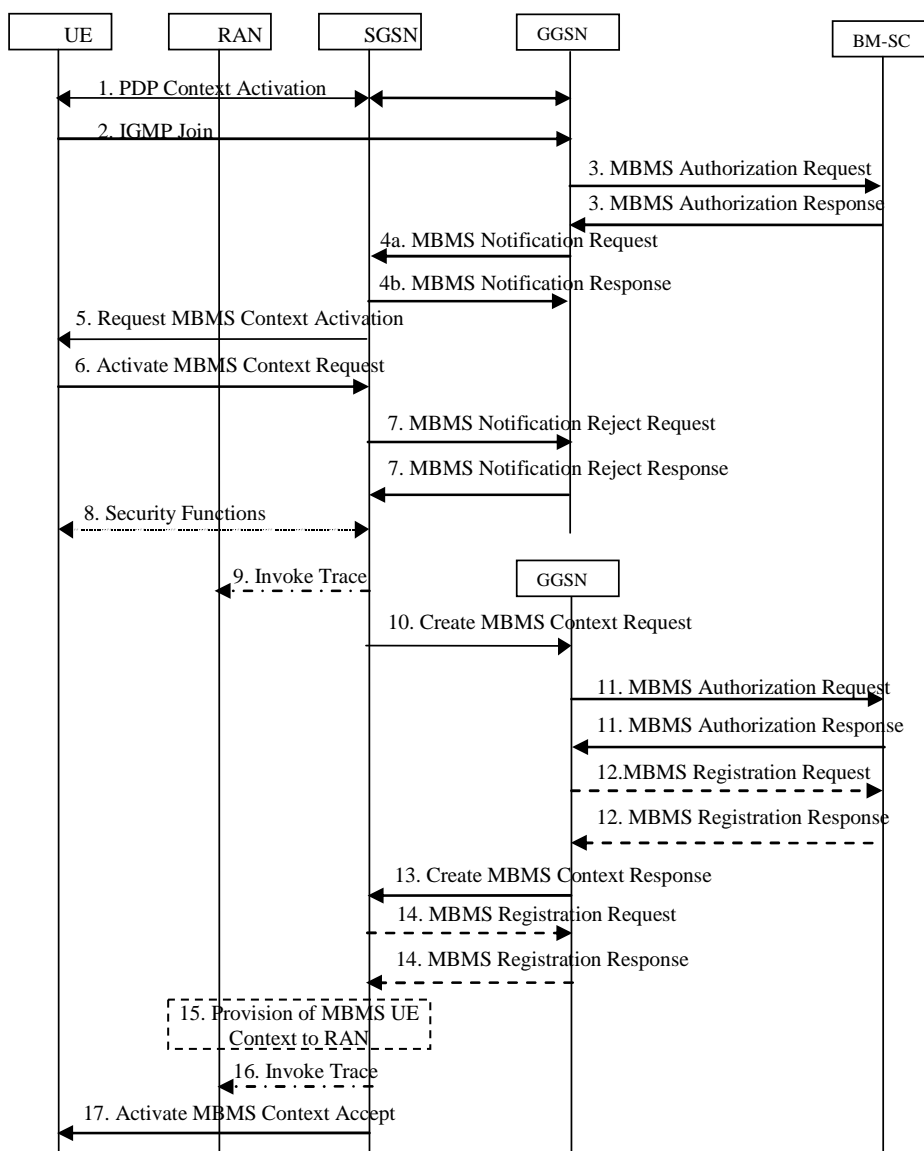 UE
RAN
SGSN
GGSN
BM-SC
1. PDP Context Activation
2. IGMP Join
3. MBMS Authorization Request
3. MBMS Authorization Response
4a. MBMS Notification Request
4b. MBMS Notification Response
5. Request MBMS Context Activation
6. Activate MBMS Context Request
7. MBMS Notification Reject Request
7. MBMS Notification Reject Response
8. Security Functions
9. Invoke Trace
GGSN
10. Create MBMS Context Request
11. MBMS Authorization Request
11. MBMS Authorization Response
12.MBMS Registration Request
12. MBMS Registration Response
13. Create MBMS Context Response
14. MBMS Registration Request
14. MBMS Registration Response
15. Provision of MBMS UE
Context to RAN
16. Invoke Trace
17. Activate MBMS Context Accept